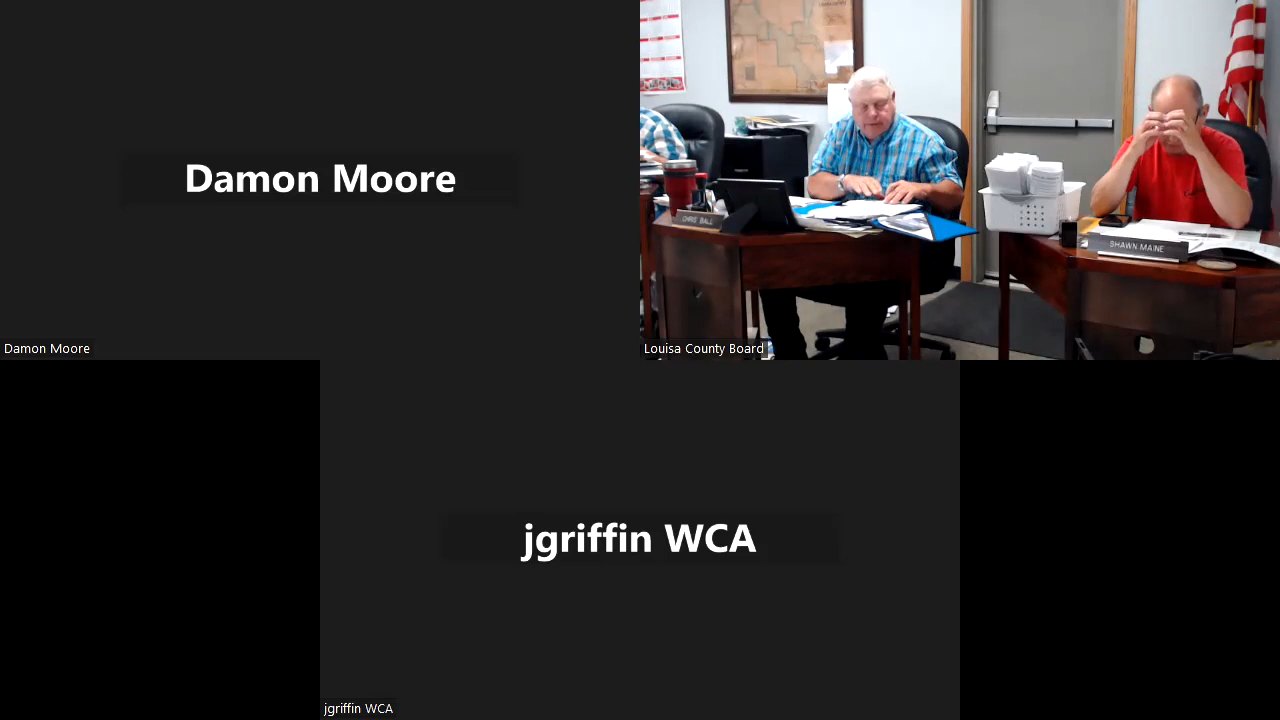 Damon Moore
Damon Moore
CHRIS BALL
SHAWN MAINE
Louisa County Board
jgriffin WCA
jgriffin WCA